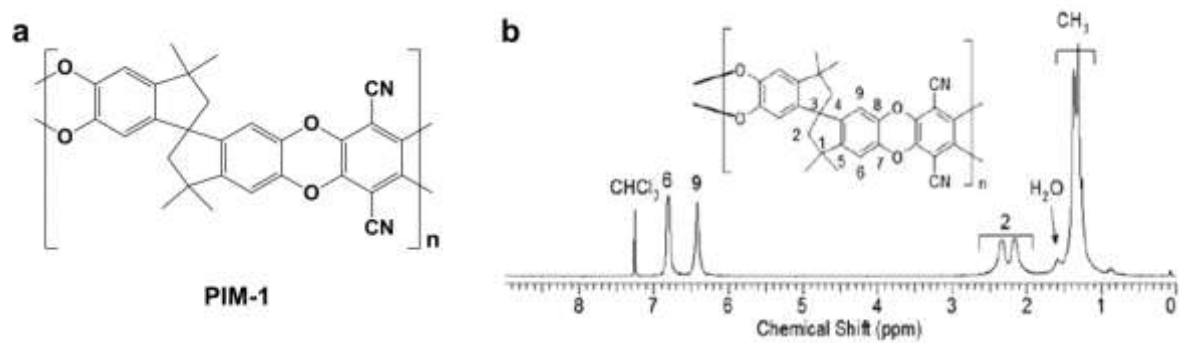 a
O
O
CN
O
O
CN
n
PIM-1
b
CH3
O
O
9
3 4 8 O
CN
2
1
5 7 O
6
CN
n
CHCl3
6
9
H2O
2
8 7 6 5 4 3 2 1 0
Chemical Shift (ppm)